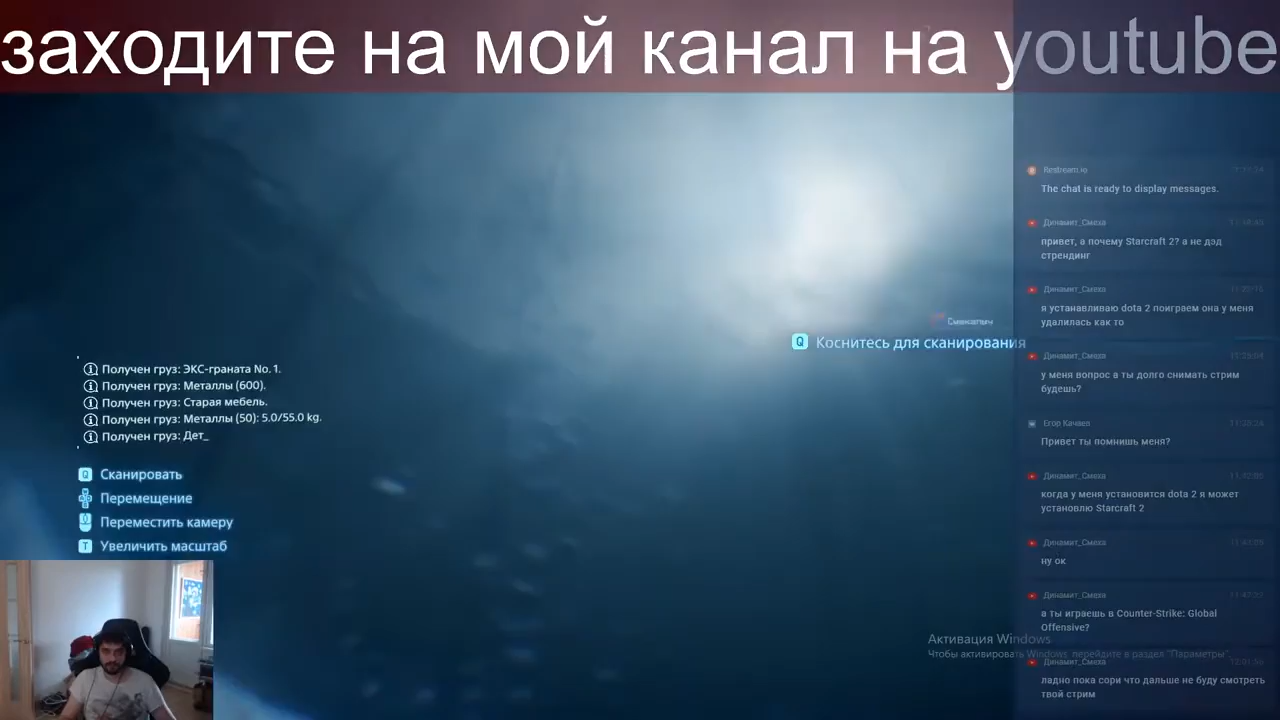 заходите на мой канал на youtube
Restream.io
The chat is ready to display messages.
Динамит_Смеха
привет, а почему Starcraft 2? а не дэд
стрендинг
Динамит_Смеха
я устанавливаю dota 2 поиграем она у меня
удалилась как то
Смекалыч
Q Коснитесь для сканирования
Динамит_Смеха
у меня вопрос а ты долго снимать стрим
будешь?
Получен груз: ЭКС-граната No. 1.
Получен груз: Металлы (600).
Получен груз: Старая мебель.
Получен груз: Металлы (50): 5.0/55.0 kg.
Получен груз: Дет_
Егор Качаев
Привет ты помнишь меня?
Q Сканировать
Перемещение
Переместить камеру
T Увеличить масштаб
Динамит_Смеха
когда у меня установится dota 2 я может
установлю Starcraft 2
Динамит_Смеха
ну ок
Динамит_Смеха
а ты играешь в Counter-Strike: Global
Offensive?
Активация Windows
Чтобы активировать Windows, перейдите в раздел "Параметры".
Динамит_Смеха
ладно пока сори что дальше не буду смотреть
твой стрим